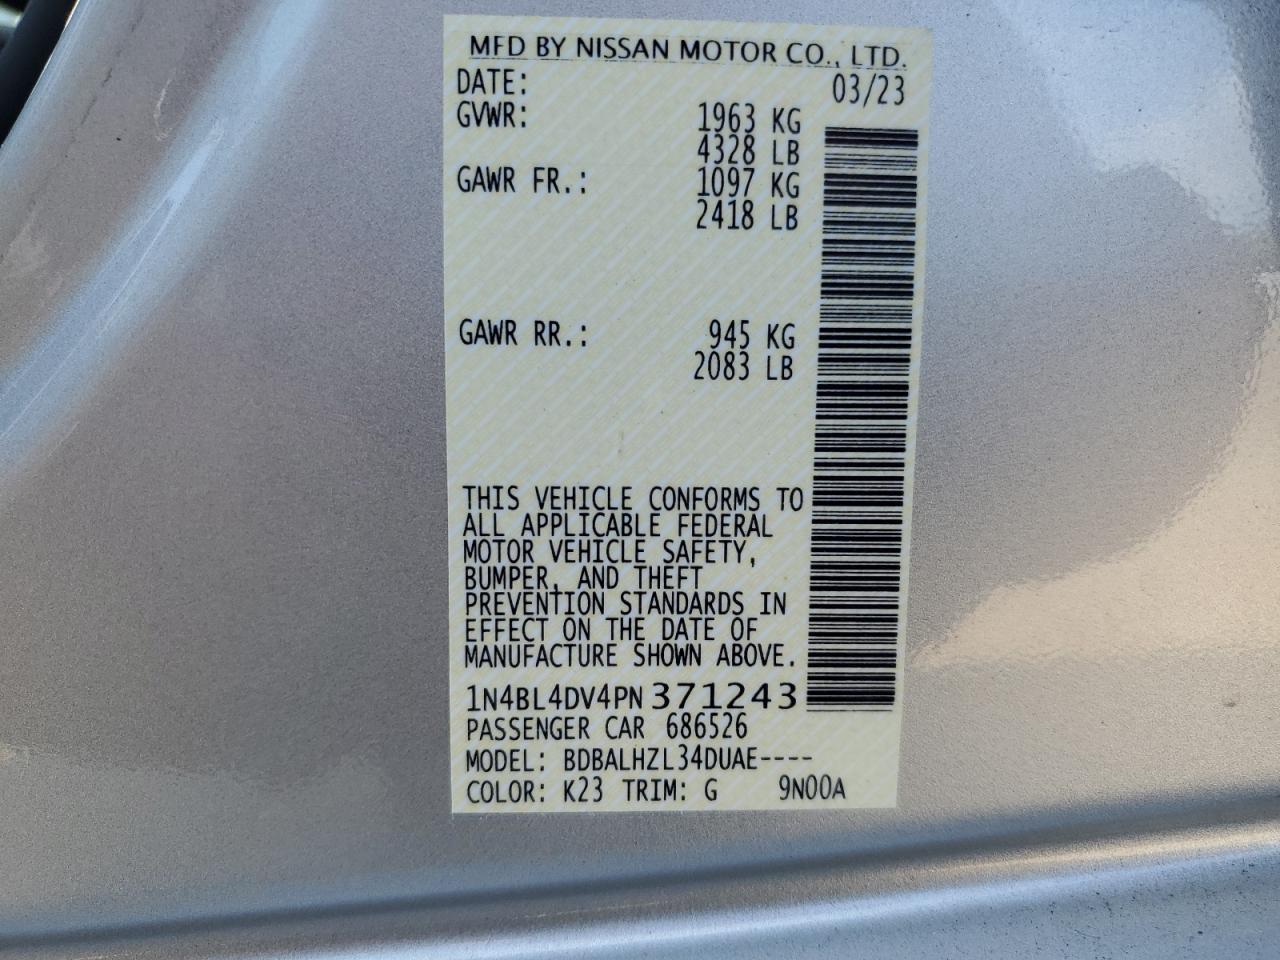 MFD BY NISSAN MOTOR CO., LTD.
DATE: 03/23
GVWR: 1963 KG
4328 LB
GAWR FR.: 1097 KG
2418 LB
GAWR RR.: 945 KG
2083 LB
THIS VEHICLE CONFORMS TO
ALL APPLICABLE FEDERAL
MOTOR VEHICLE SAFETY,
BUMPER, AND THEFT
PREVENTION STANDARDS IN
EFFECT ON THE DATE OF
MANUFACTURE SHOWN ABOVE.
1N4BL4DV4PN371243
PASSENGER CAR 686526
MODEL: BDBALHZL34DUAE----
COLOR: K23 TRIM: G 9N00A